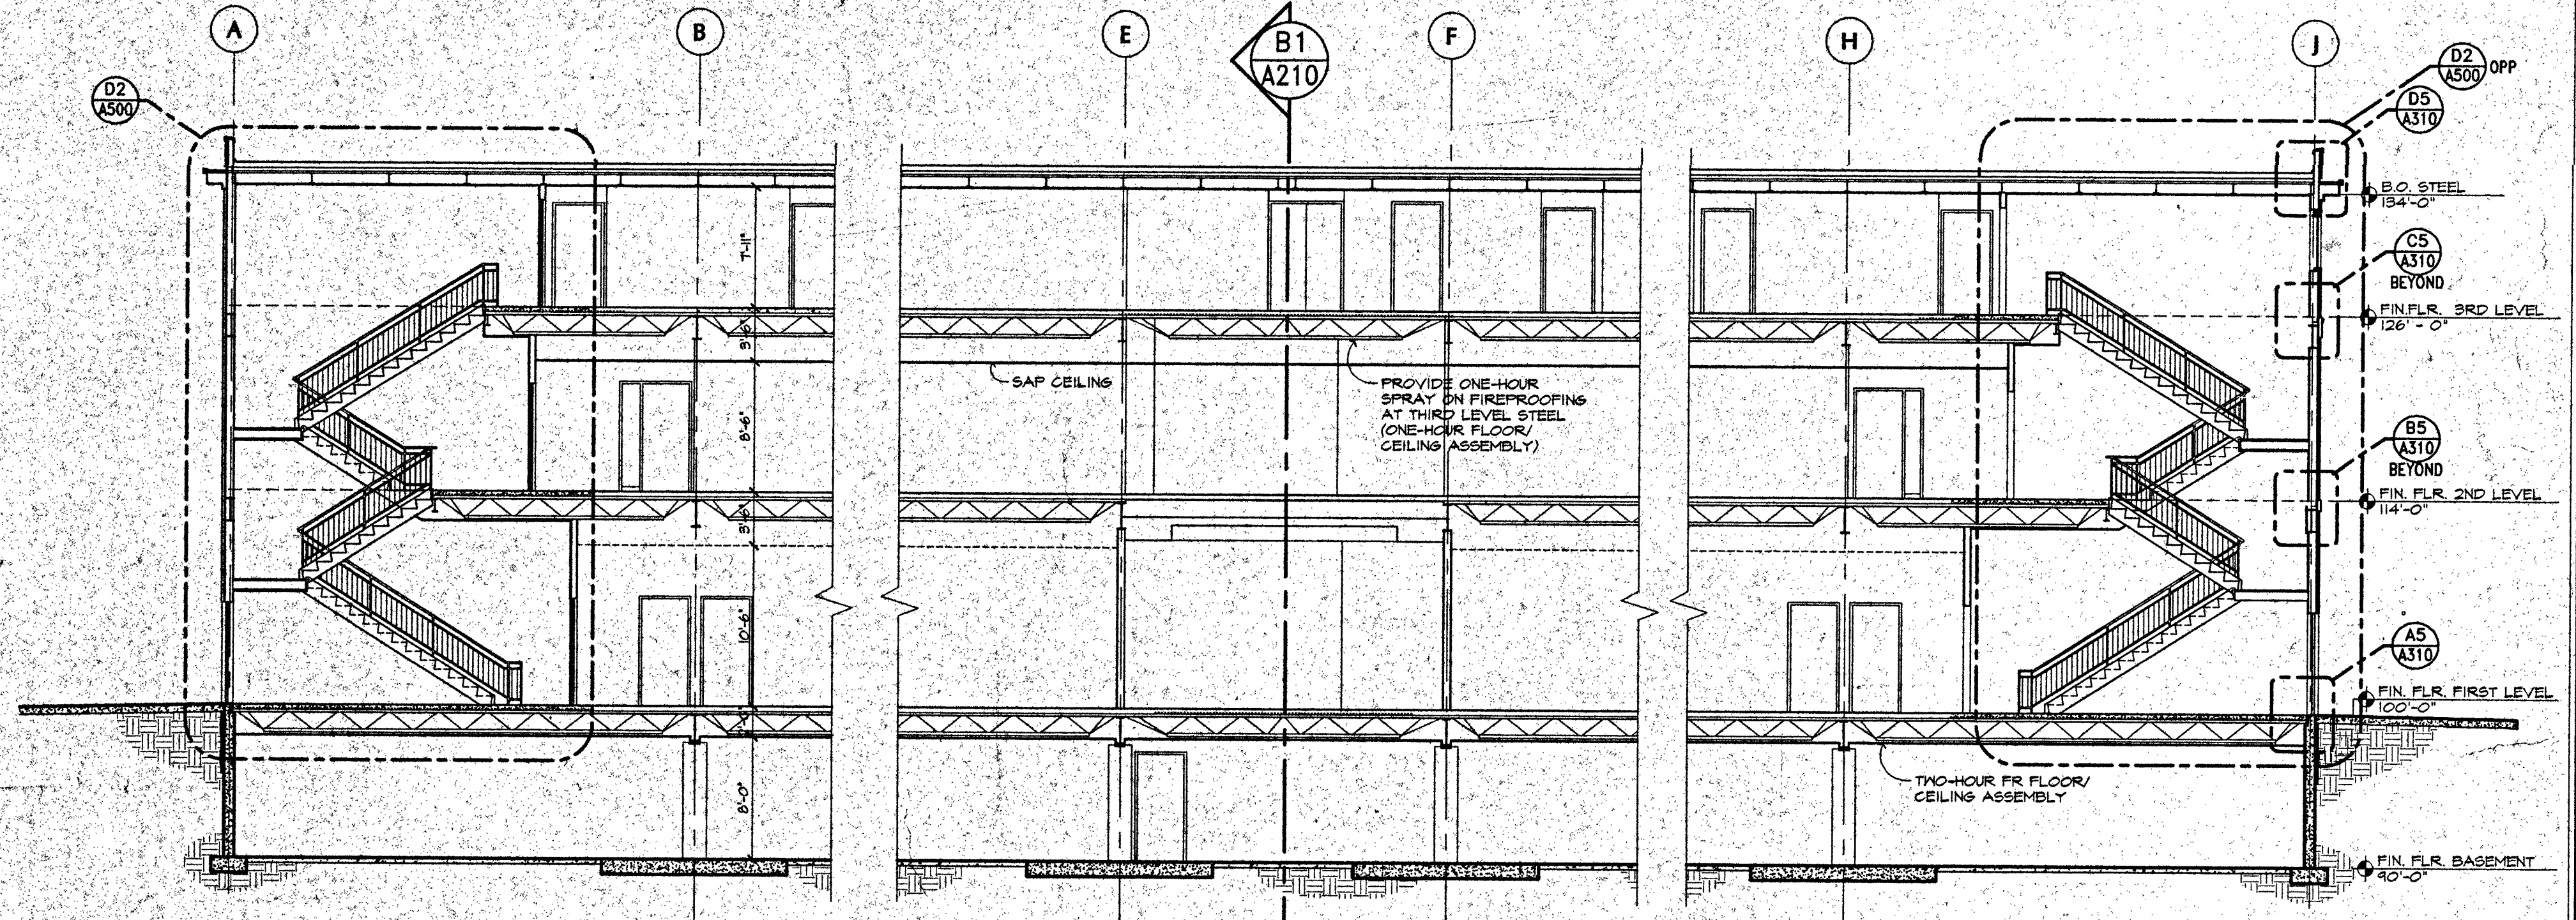 A
B
E
F
H
J
B1
A210
D2
A500
D2
A500
OPP
D5
A310
B.O. STEEL
134'-0"
C5
A310
BEYOND
FIN.FLR. 3RD LEVEL
126' - 0"
7'-11"
3'-6"
SAP CEILING
PROVIDE ONE-HOUR
SPRAY ON FIREPROOFING
AT THIRD LEVEL STEEL
(ONE-HOUR FLOOR/
CEILING ASSEMBLY)
8'-6"
B5
A310
BEYOND
FIN. FLR. 2ND LEVEL
114'-0"
3'-6"
10'-6"
A5
A310
FIN. FLR. FIRST LEVEL
100'-0"
TWO-HOUR FR FLOOR/
CEILING ASSEMBLY
8'-0"
FIN. FLR. BASEMENT
90'-0"